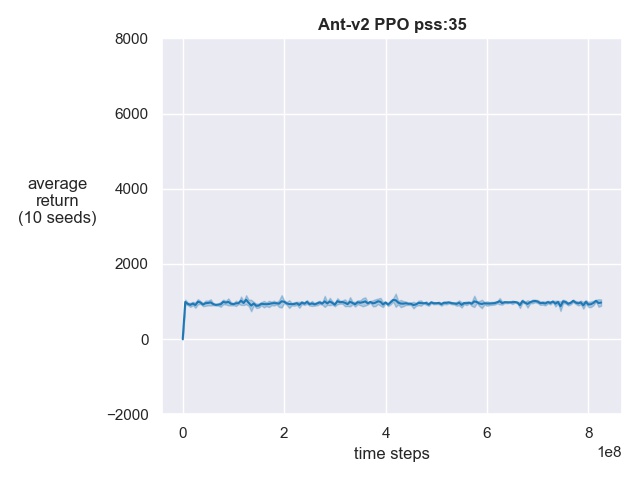 Ant-v2 PPO pss:35
8000
6000
4000
2000
0
−2000
average
return
(10 seeds)
0 2 4 6 8
1e8
time steps